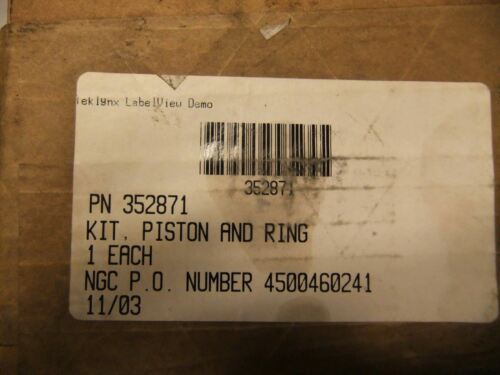 Teklynx LabelView Demo
352871
PN 352871
KIT, PISTON AND RING
1 EACH
NGC P.O. NUMBER 4500460241
11/03